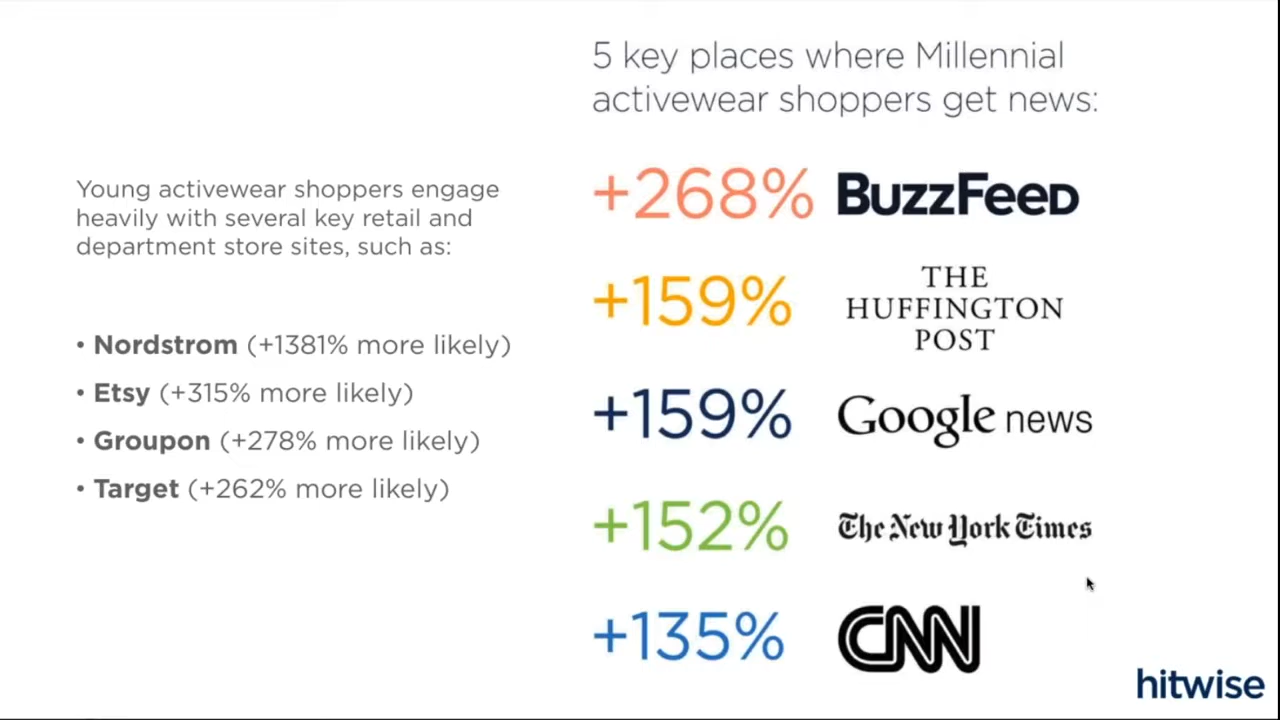 5 key places where Millennial
activewear shoppers get news:
Young activewear shoppers engage
heavily with several key retail and
department store sites, such as:
• Nordstrom (+1381% more likely)
• Etsy (+315% more likely)
• Groupon (+278% more likely)
• Target (+262% more likely)
+268% BuzzFeed
+159% THE
HUFFINGTON
POST
+159% Google news
+152% The New York Times
+135% CNN
hitwise